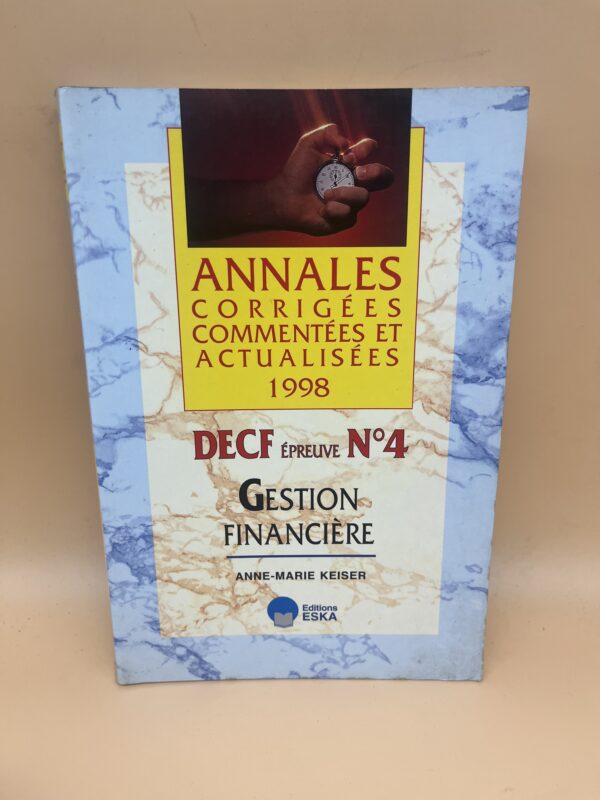 ANNALES
CORRIGÉES
COMMENTÉES ET
ACTUALISÉES
1998
DECF ÉPREUVE N°4
GESTION
FINANCIÈRE
ANNE-MARIE KEISER
Editions
ESKA